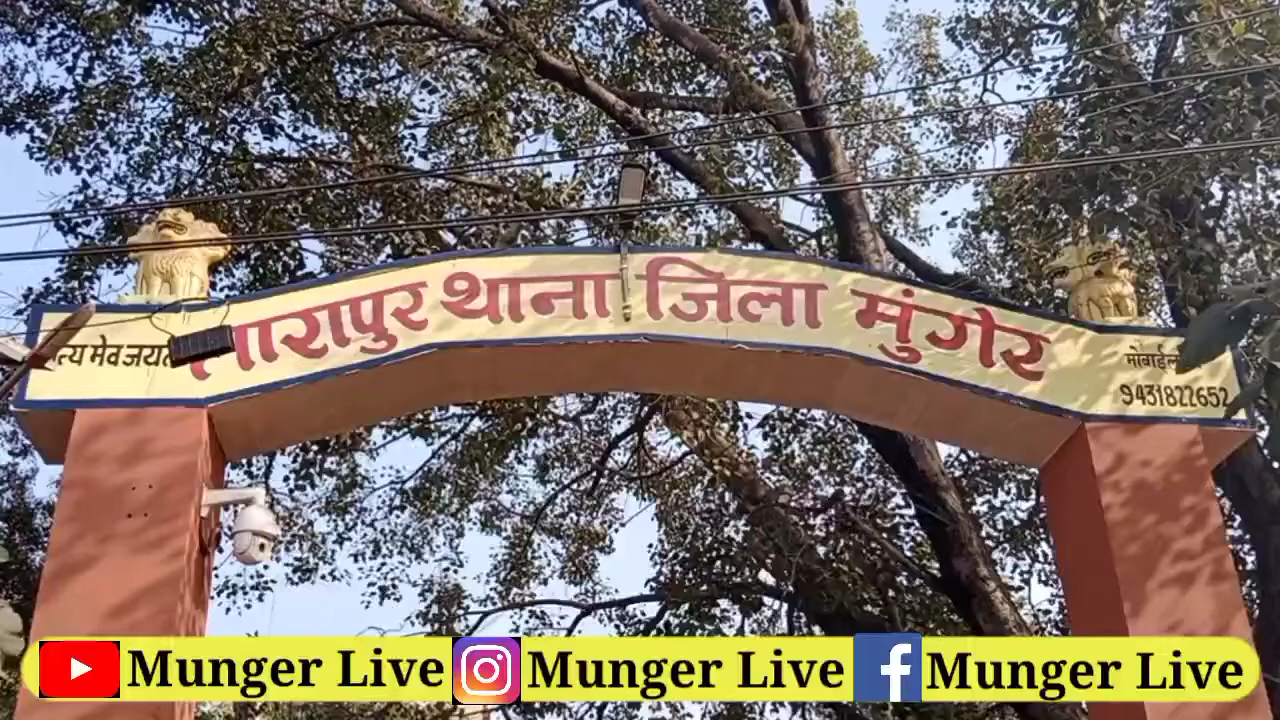 तारापुर थाना जिला मुंगेर
मेव जयते
मोबाईल
9431822652
Munger Live Munger Live Munger Live